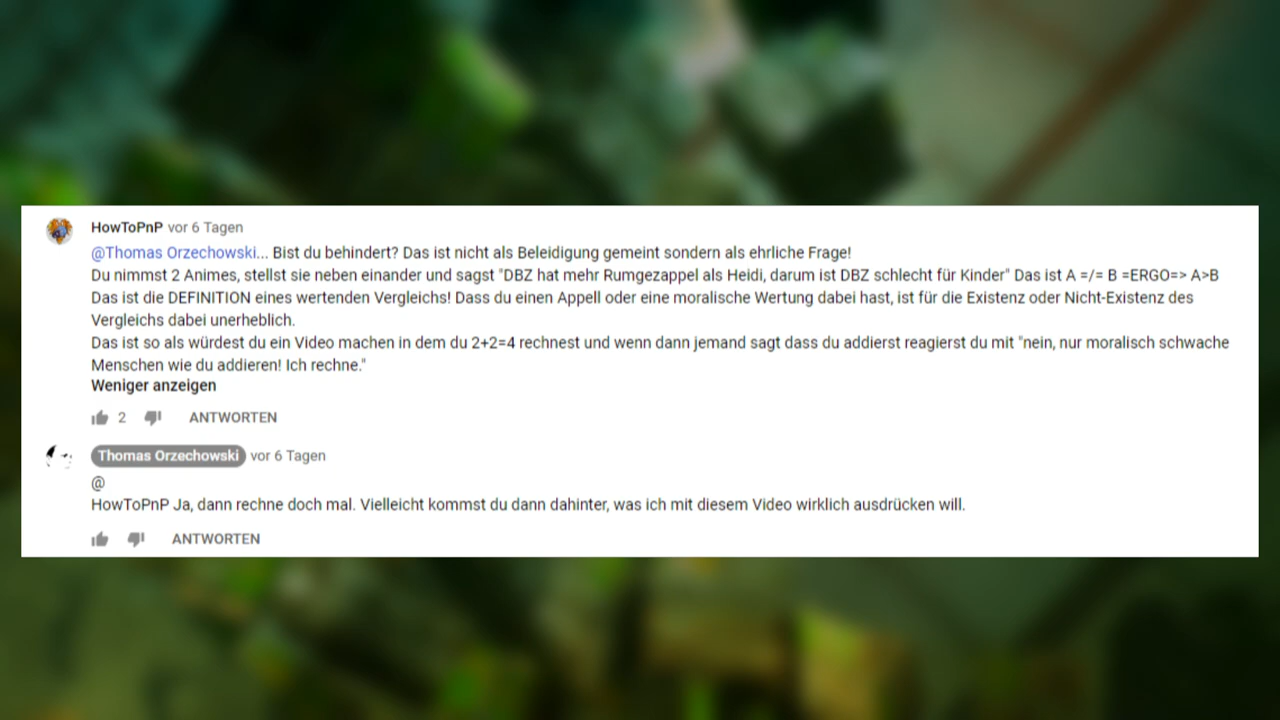 HowToPnP vor 6 Tagen
@Thomas Orzechowski... Bist du behindert? Das ist nicht als Beleidigung gemeint sondern als ehrliche Frage!
Du nimmst 2 Animes, stellst sie neben einander und sagst "DBZ hat mehr Rumgezappel als Heidi, darum ist DBZ schlecht für Kinder" Das ist A =/= B =ERGO=> A>B
Das ist die DEFINITION eines wertenden Vergleichs! Dass du einen Appell oder eine moralische Wertung dabei hast, ist für die Existenz oder Nicht-Existenz des
Vergleichs dabei unerheblich.
Das ist so als würdest du ein Video machen in dem du 2+2=4 rechnest und wenn dann jemand sagt dass du addierst reagierst du mit "nein, nur moralisch schwache
Menschen wie du addieren! Ich rechne."
Weniger anzeigen
2 ANTWORTEN
Thomas Orzechowski vor 6 Tagen
@
HowToPnP Ja, dann rechne doch mal. Vielleicht kommst du dann dahinter, was ich mit diesem Video wirklich ausdrücken will.
ANTWORTEN